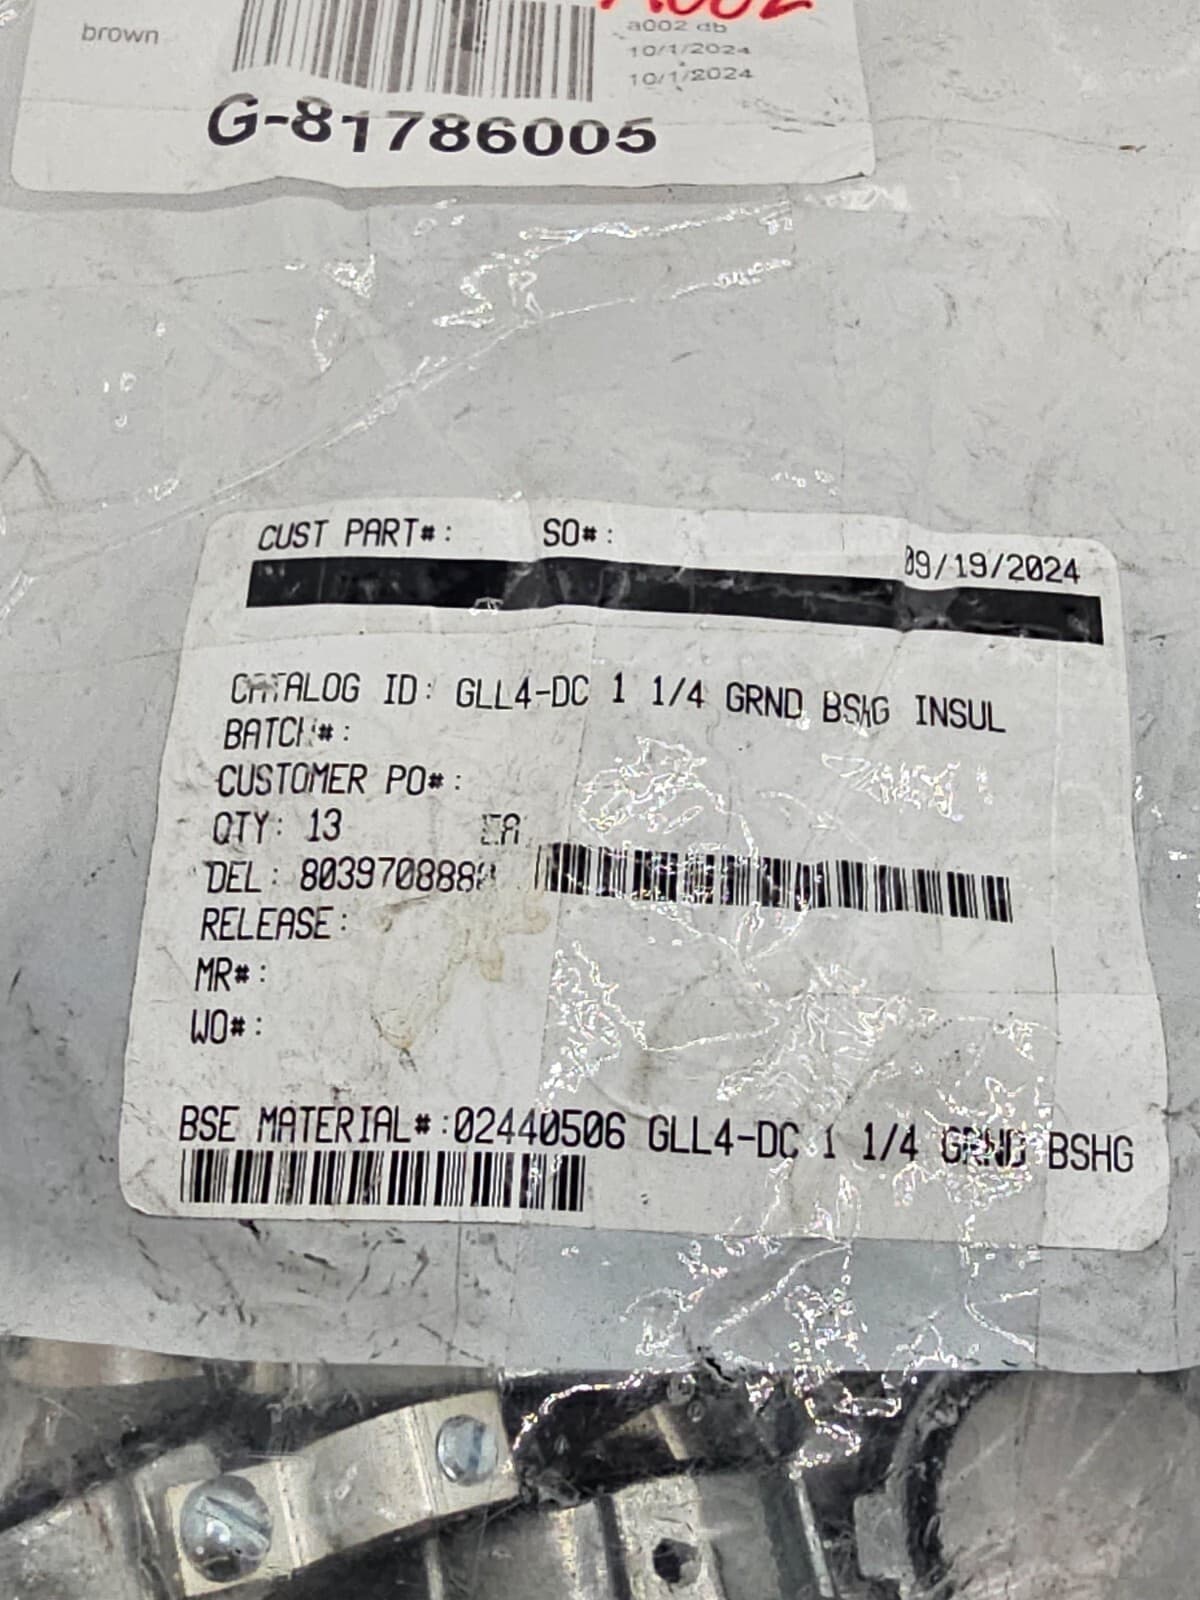 A002
brown
a002 db
10/1/2024
10/1/2024
G-81786005
CUST PART#: SO#:
09/19/2024
CATALOG ID: GLL4-DC 1 1/4 GRND BSHG INSUL
BATCH#:
CUSTOMER PO#:
QTY: 13 EA
DEL:
RELEASE:
MR#:
WO#:
BSE MATERIAL#:02440506 GLL4-DC 1 1/4 GRND BSHG